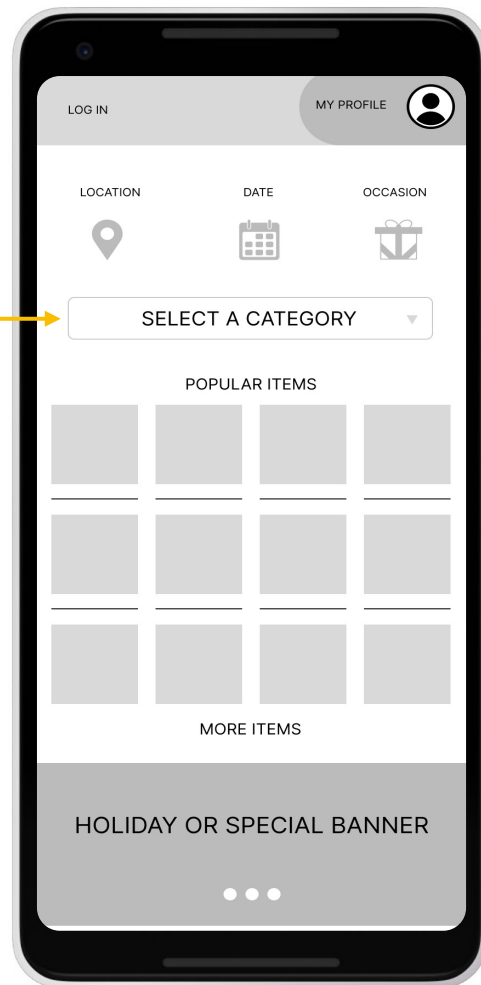 LOG IN
MY PROFILE
LOCATION
DATE
OCCASION
SELECT A CATEGORY
POPULAR ITEMS
MORE ITEMS
HOLIDAY OR SPECIAL BANNER